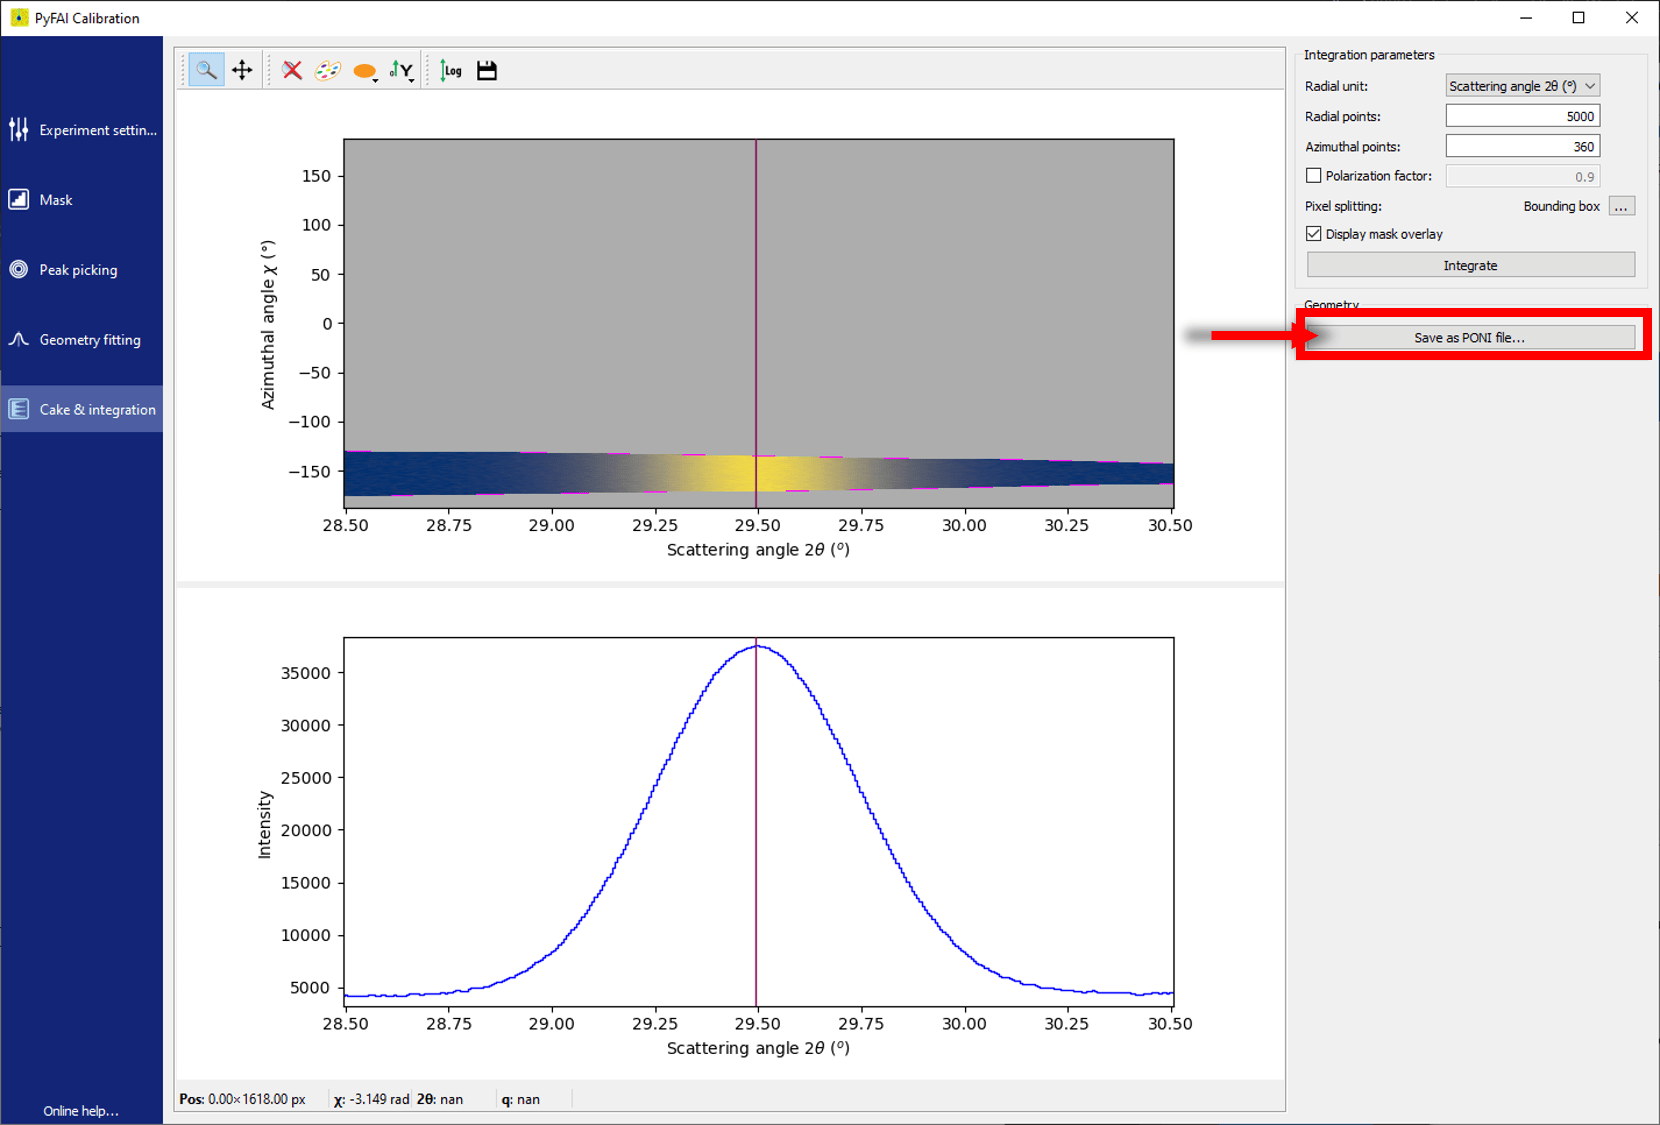 PyFAI Calibration
Experiment settin...
Mask
Peak picking
Geometry fitting
Cake & integration
Online help...
Y
Log
150
100
50
0
−50
−100
−150
Azimuthal angle χ (°)
28.50 28.75 29.00 29.25 29.50 29.75 30.00 30.25 30.50
Scattering angle 2θ (°)
35000
30000
25000
20000
15000
10000
5000
Intensity
28.50 28.75 29.00 29.25 29.50 29.75 30.00 30.25 30.50
Scattering angle 2θ (°)
Pos: 0.00×1618.00 px χ: -3.149 rad 2θ: nan q: nan
Integration parameters
Radial unit: Scattering angle 2θ (°)
Radial points: 5000
Azimuthal points: 360
Polarization factor: 0.9
Pixel splitting: Bounding box ...
Display mask overlay
Integrate
Geometry
Save as PONI file...